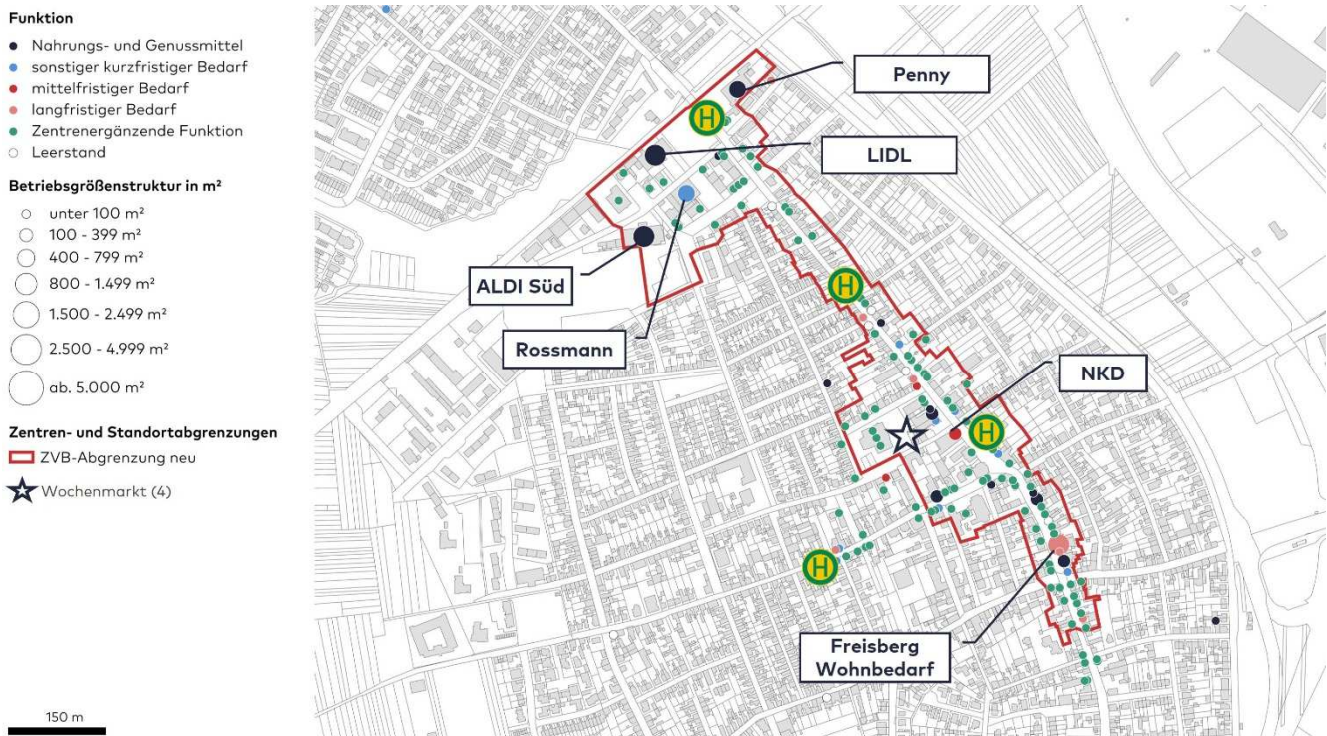 Funktion
Nahrungs- und Genussmittel
sonstiger kurzfristiger Bedarf
mittelfristiger Bedarf
langfristiger Bedarf
Zentrenergänzende Funktion
Leerstand
Betriebsgrößenstruktur in m²
unter 100 m²
100 - 399 m²
400 - 799 m²
800 - 1.499 m²
1.500 - 2.499 m²
2.500 - 4.999 m²
ab. 5.000 m²
Zentren- und Standortabgrenzungen
ZVB-Abgrenzung neu
Wochenmarkt (4)
150 m
Penny
H
LIDL
ALDI Süd
H
Rossmann
NKD
H
H
Freisberg
Wohnbedarf